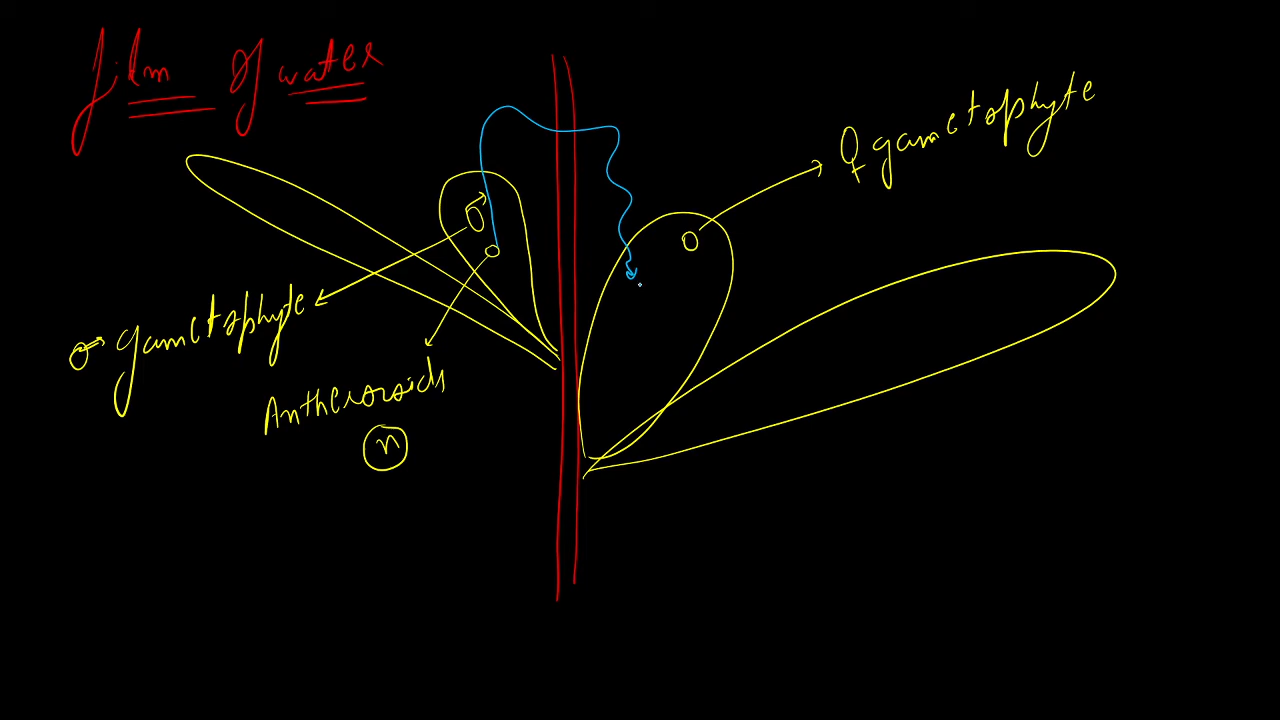 film of water
♀ gametophyte
♂
♂ gametophyte
Antherozoids
n